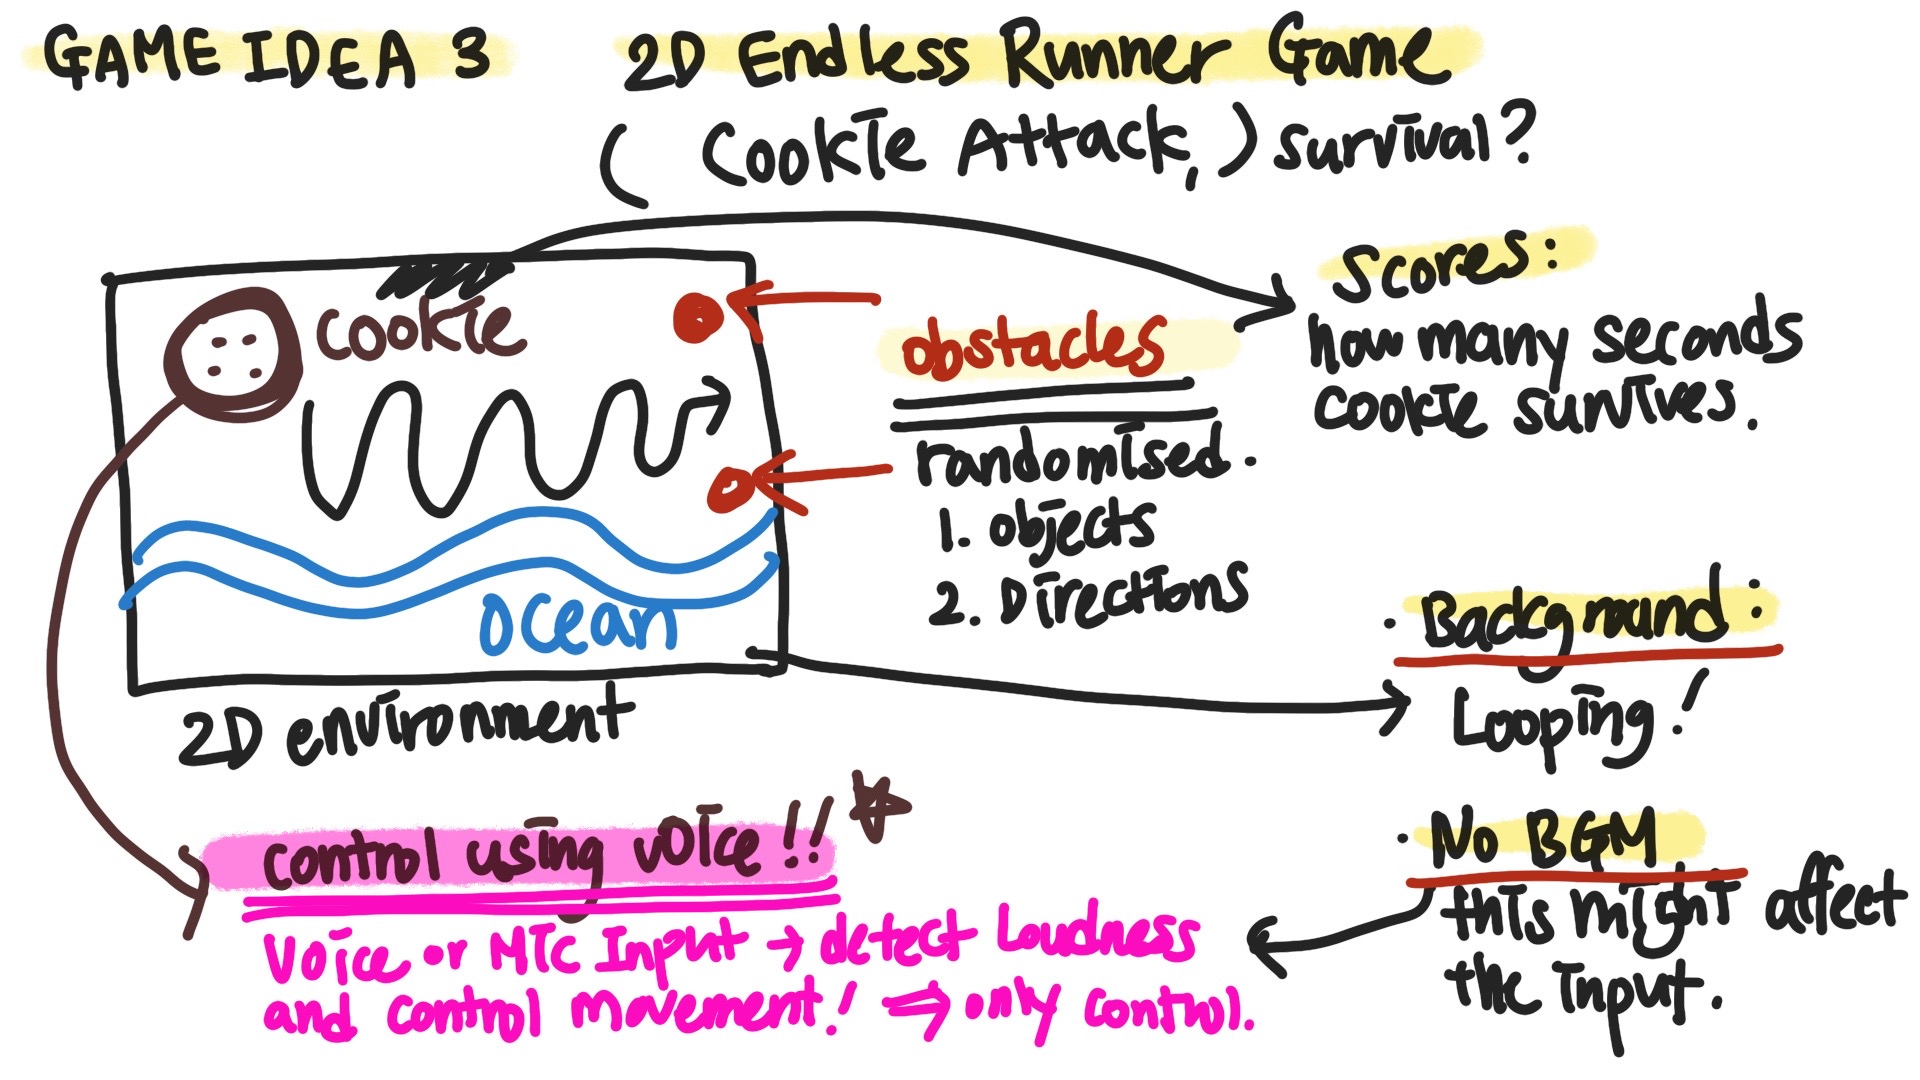 GAME IDEA 3
2D Endless Runner Game
(Cookie Attack,) survival?
cookie
ocean
2D environment
obstacles
randomised.
1. objects
2. Directions
Scores:
how many seconds
cookie survives.
. Background:
Looping!
. No BGM
this might affect
the input.
control using voice!!
Voice or Mic Input → detect Loudness
and control movement! ⇒ only control.